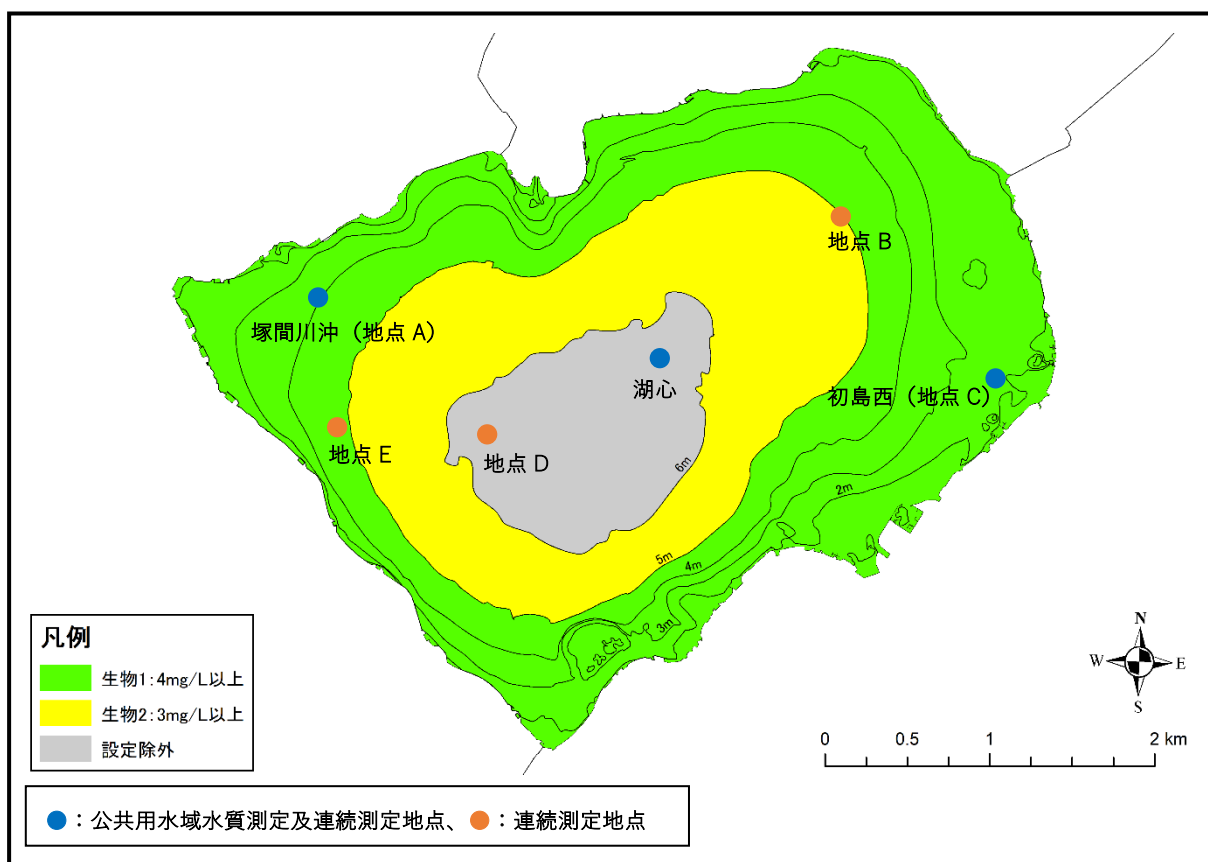 地点 B
塚間川沖（地点 A）
湖心
初島西（地点 C）
地点 E
地点 D
6m
2m
5m
4m
3m
凡例
生物1:4mg/L以上
生物2:3mg/L以上
設定除外
N
W
E
S
0 0.5 1 2 km
●：公共用水域水質測定及連続測定地点、●：連続測定地点